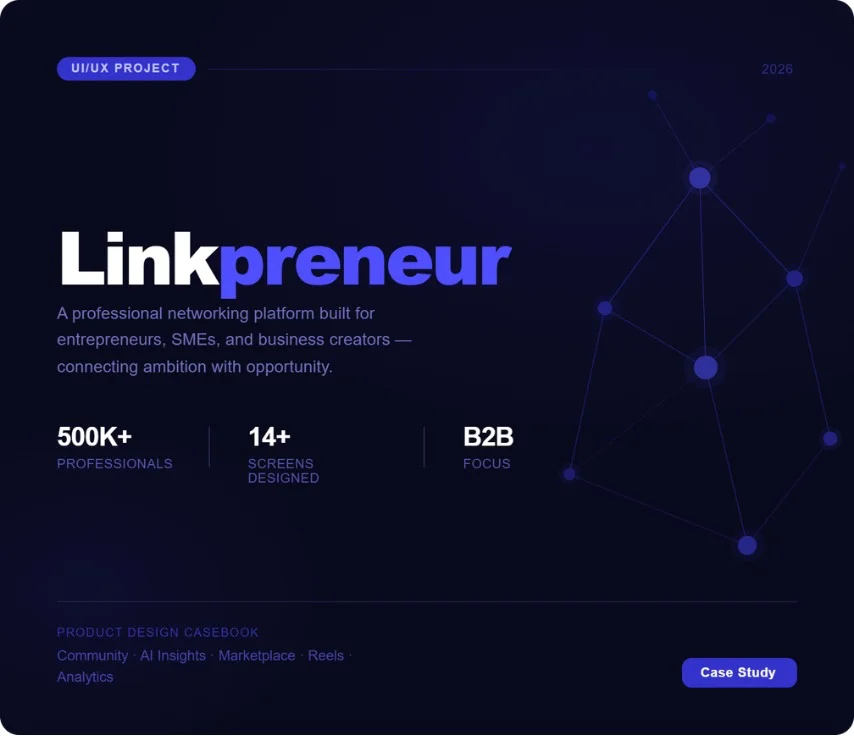 UI/UX PROJECT
2026
Linkpreneur
A professional networking platform built for
entrepreneurs, SMEs, and business creators —
connecting ambition with opportunity.
500K+
PROFESSIONALS
14+
SCREENS
DESIGNED
B2B
FOCUS
PRODUCT DESIGN CASEBOOK
Community · AI Insights · Marketplace · Reels ·
Analytics
Case Study